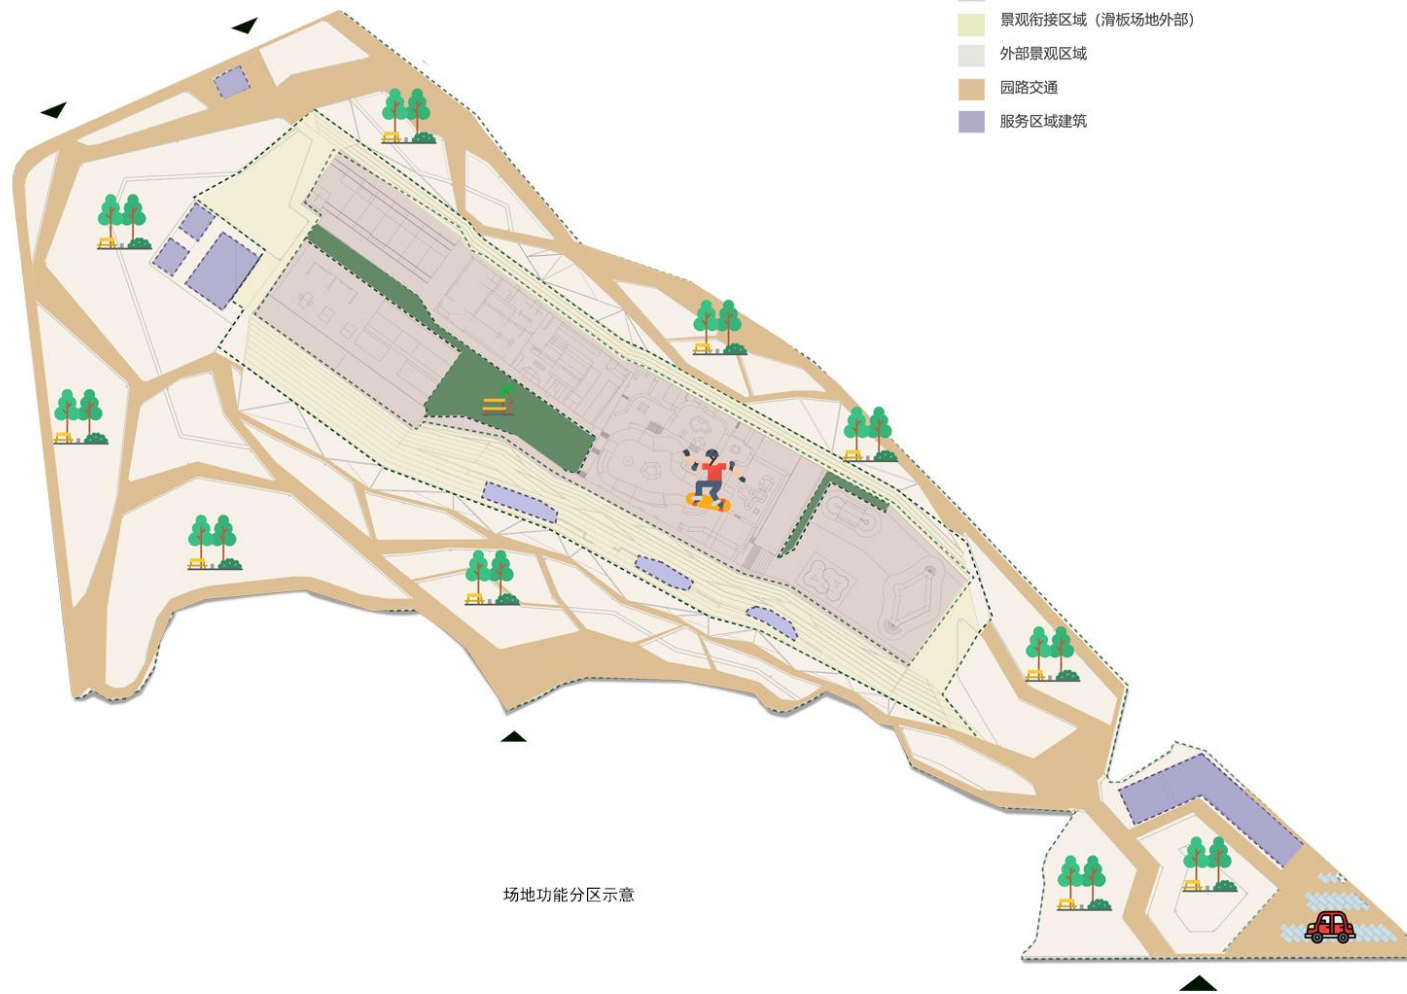 景观衔接区域（滑板场地外部）
外部景观区域
园路交通
服务区域建筑
场地功能分区示意